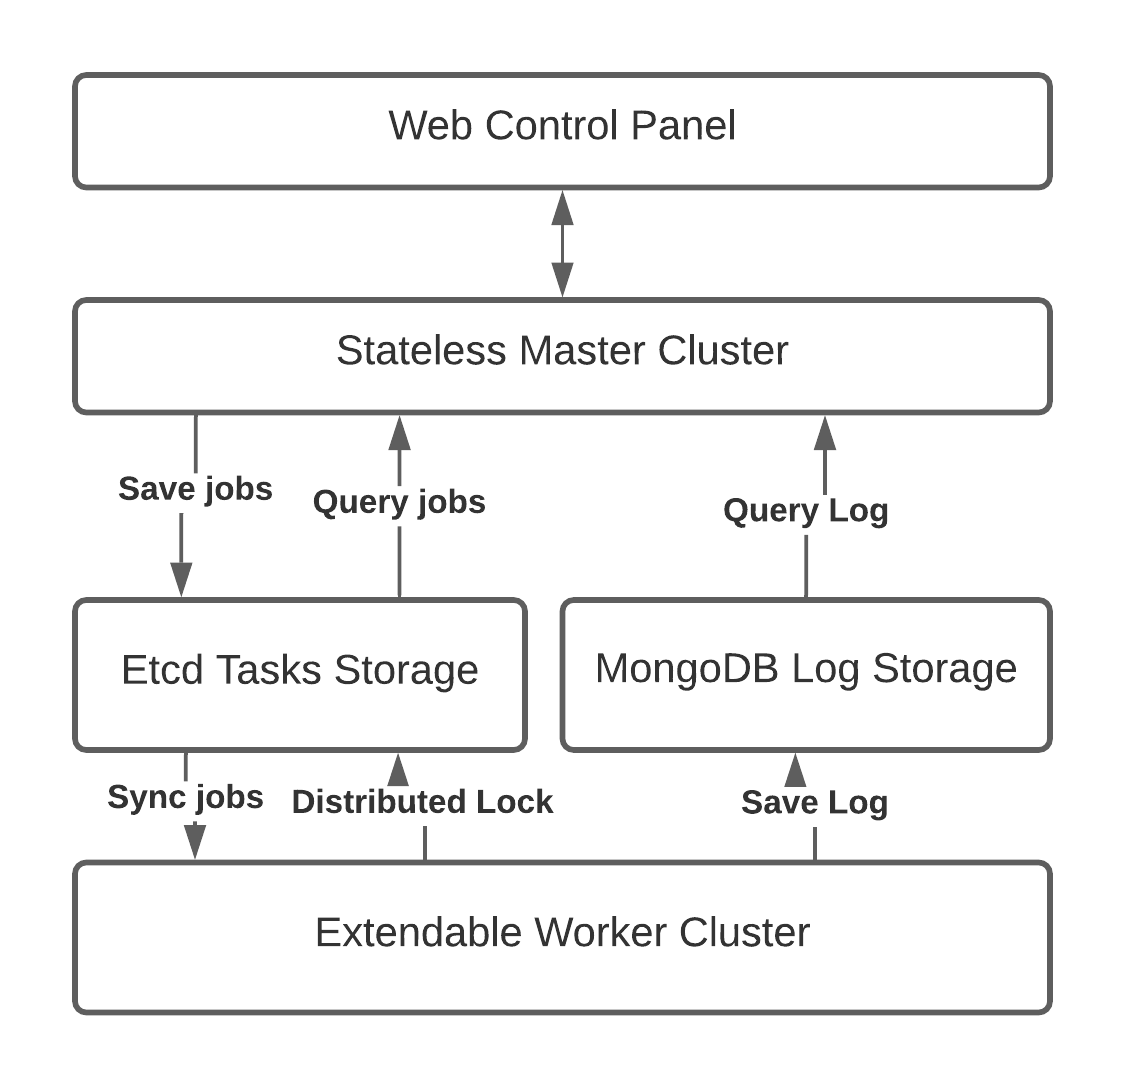 Web Control Panel
Stateless Master Cluster
Save jobs
Query jobs
Query Log
Etcd Tasks Storage
MongoDB Log Storage
Sync jobs
Distributed Lock
Save Log
Extendable Worker Cluster